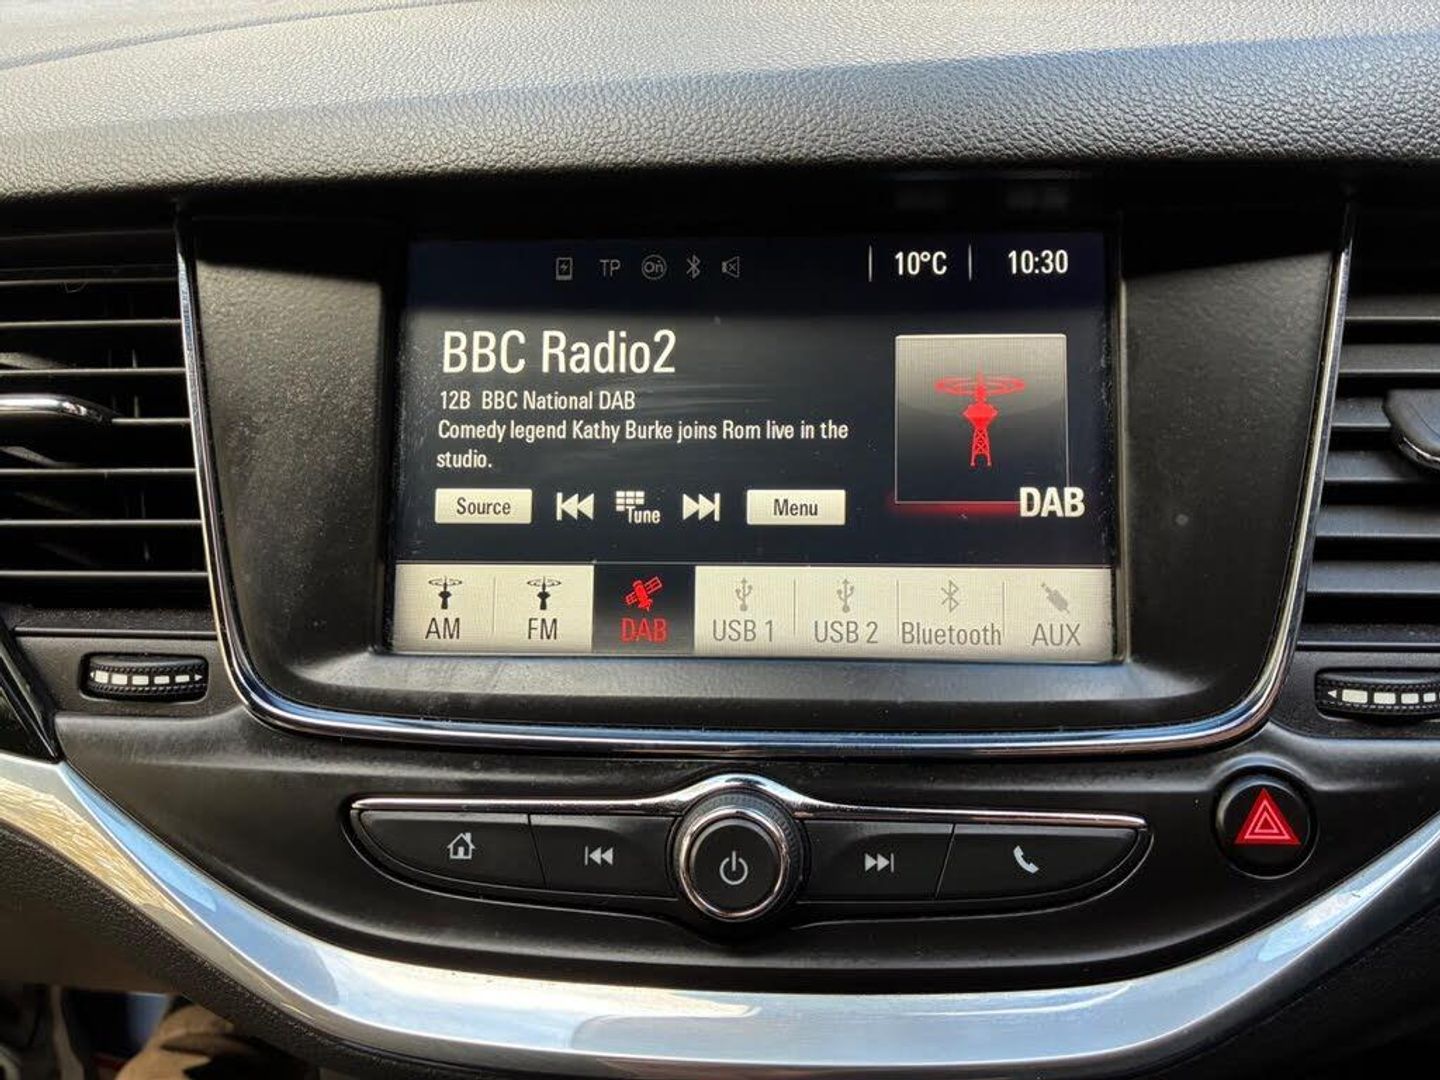 TP On 10°C 10:30
BBC Radio2
12B BBC National DAB
Comedy legend Kathy Burke joins Rom live in the
studio.
Source Tune Menu
DAB
AM FM DAB USB 1 USB 2 Bluetooth AUX